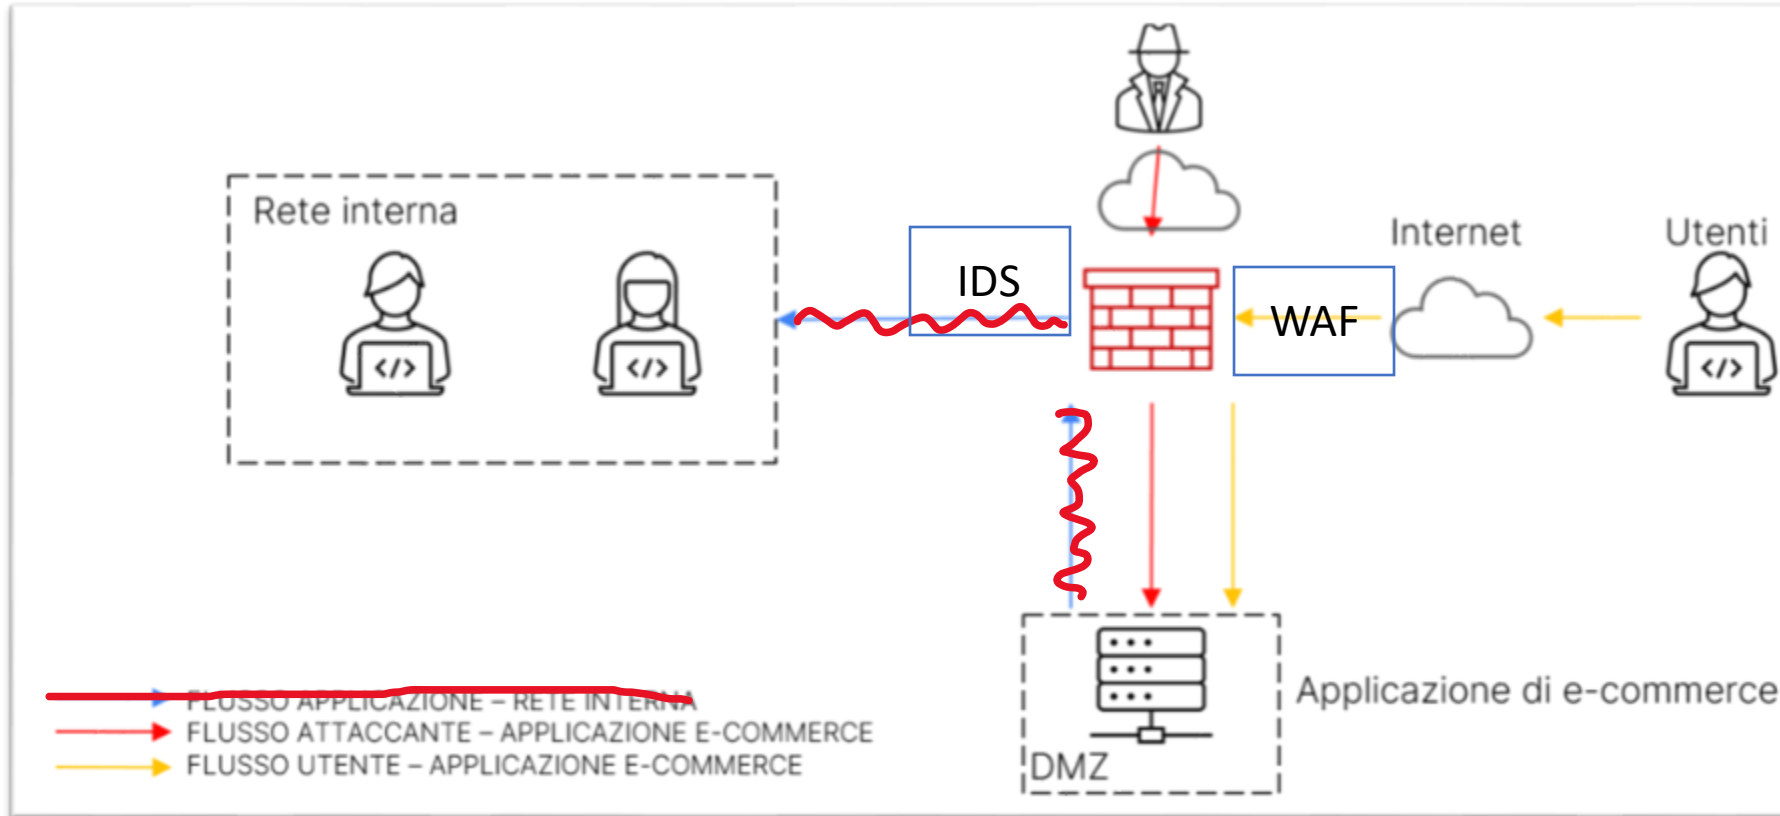 Rete interna
IDS
WAF
Internet
Utenti
</>
</>
</>
Applicazione di e-commerce
DMZ
FLUSSO APPLICAZIONE – RETE INTERNA
FLUSSO ATTACCANTE – APPLICAZIONE E-COMMERCE
FLUSSO UTENTE – APPLICAZIONE E-COMMERCE